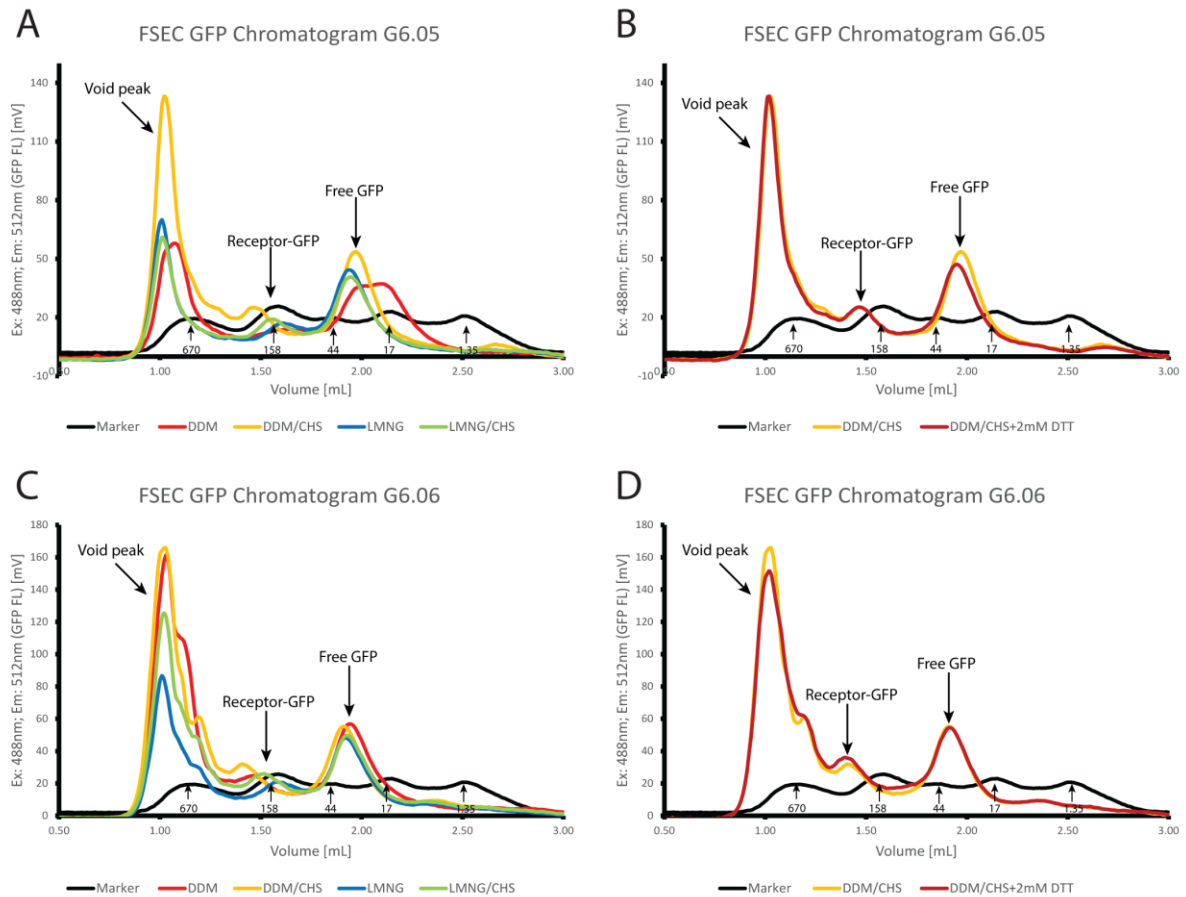 A
FSEC GFP Chromatogram G6.05
Ex: 488nm; Em: 512nm (GFP FL) [mV]
140
110
80
50
20
-10
Void peak
Receptor-GFP
Free GFP
670
158
44
17
1.35
0.50
1.00
1.50
2.00
2.50
3.00
Volume [mL]
Marker DDM DDM/CHS LMNG LMNG/CHS
B
FSEC GFP Chromatogram G6.05
Ex: 488nm; Em: 512nm (GFP FL) [mV]
140
110
80
50
20
-10
Void peak
Receptor-GFP
Free GFP
670
158
44
17
1.35
0.50
1.00
1.50
2.00
2.50
3.00
Volume [mL]
Marker DDM/CHS DDM/CHS+2mM DTT
C
FSEC GFP Chromatogram G6.06
Ex: 488nm; Em: 512nm (GFP FL) [mV]
180
160
140
120
100
80
60
40
20
0
Void peak
Receptor-GFP
Free GFP
670
158
44
17
1.35
0.50
1.00
1.50
2.00
2.50
3.00
Volume [mL]
Marker DDM DDM/CHS LMNG LMNG/CHS
D
FSEC GFP Chromatogram G6.06
Ex: 488nm; Em: 512nm (GFP FL) [mV]
180
160
140
120
100
80
60
40
20
0
Void peak
Receptor-GFP
Free GFP
670
158
44
17
1.35
0.50
1.00
1.50
2.00
2.50
3.00
Volume [mL]
Marker DDM/CHS DDM/CHS+2mM DTT